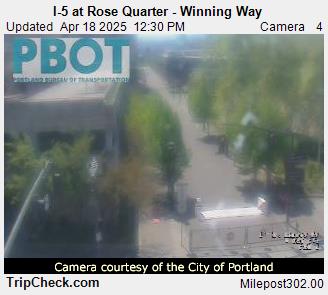 I-5 at Rose Quarter - Winning Way
Updated Apr 18 2025 12:30 PM Camera 4
PBOT
PORTLAND BUREAU OF TRANSPORTATION
Camera courtesy of the City of Portland
TripCheck.com Milepost302.00